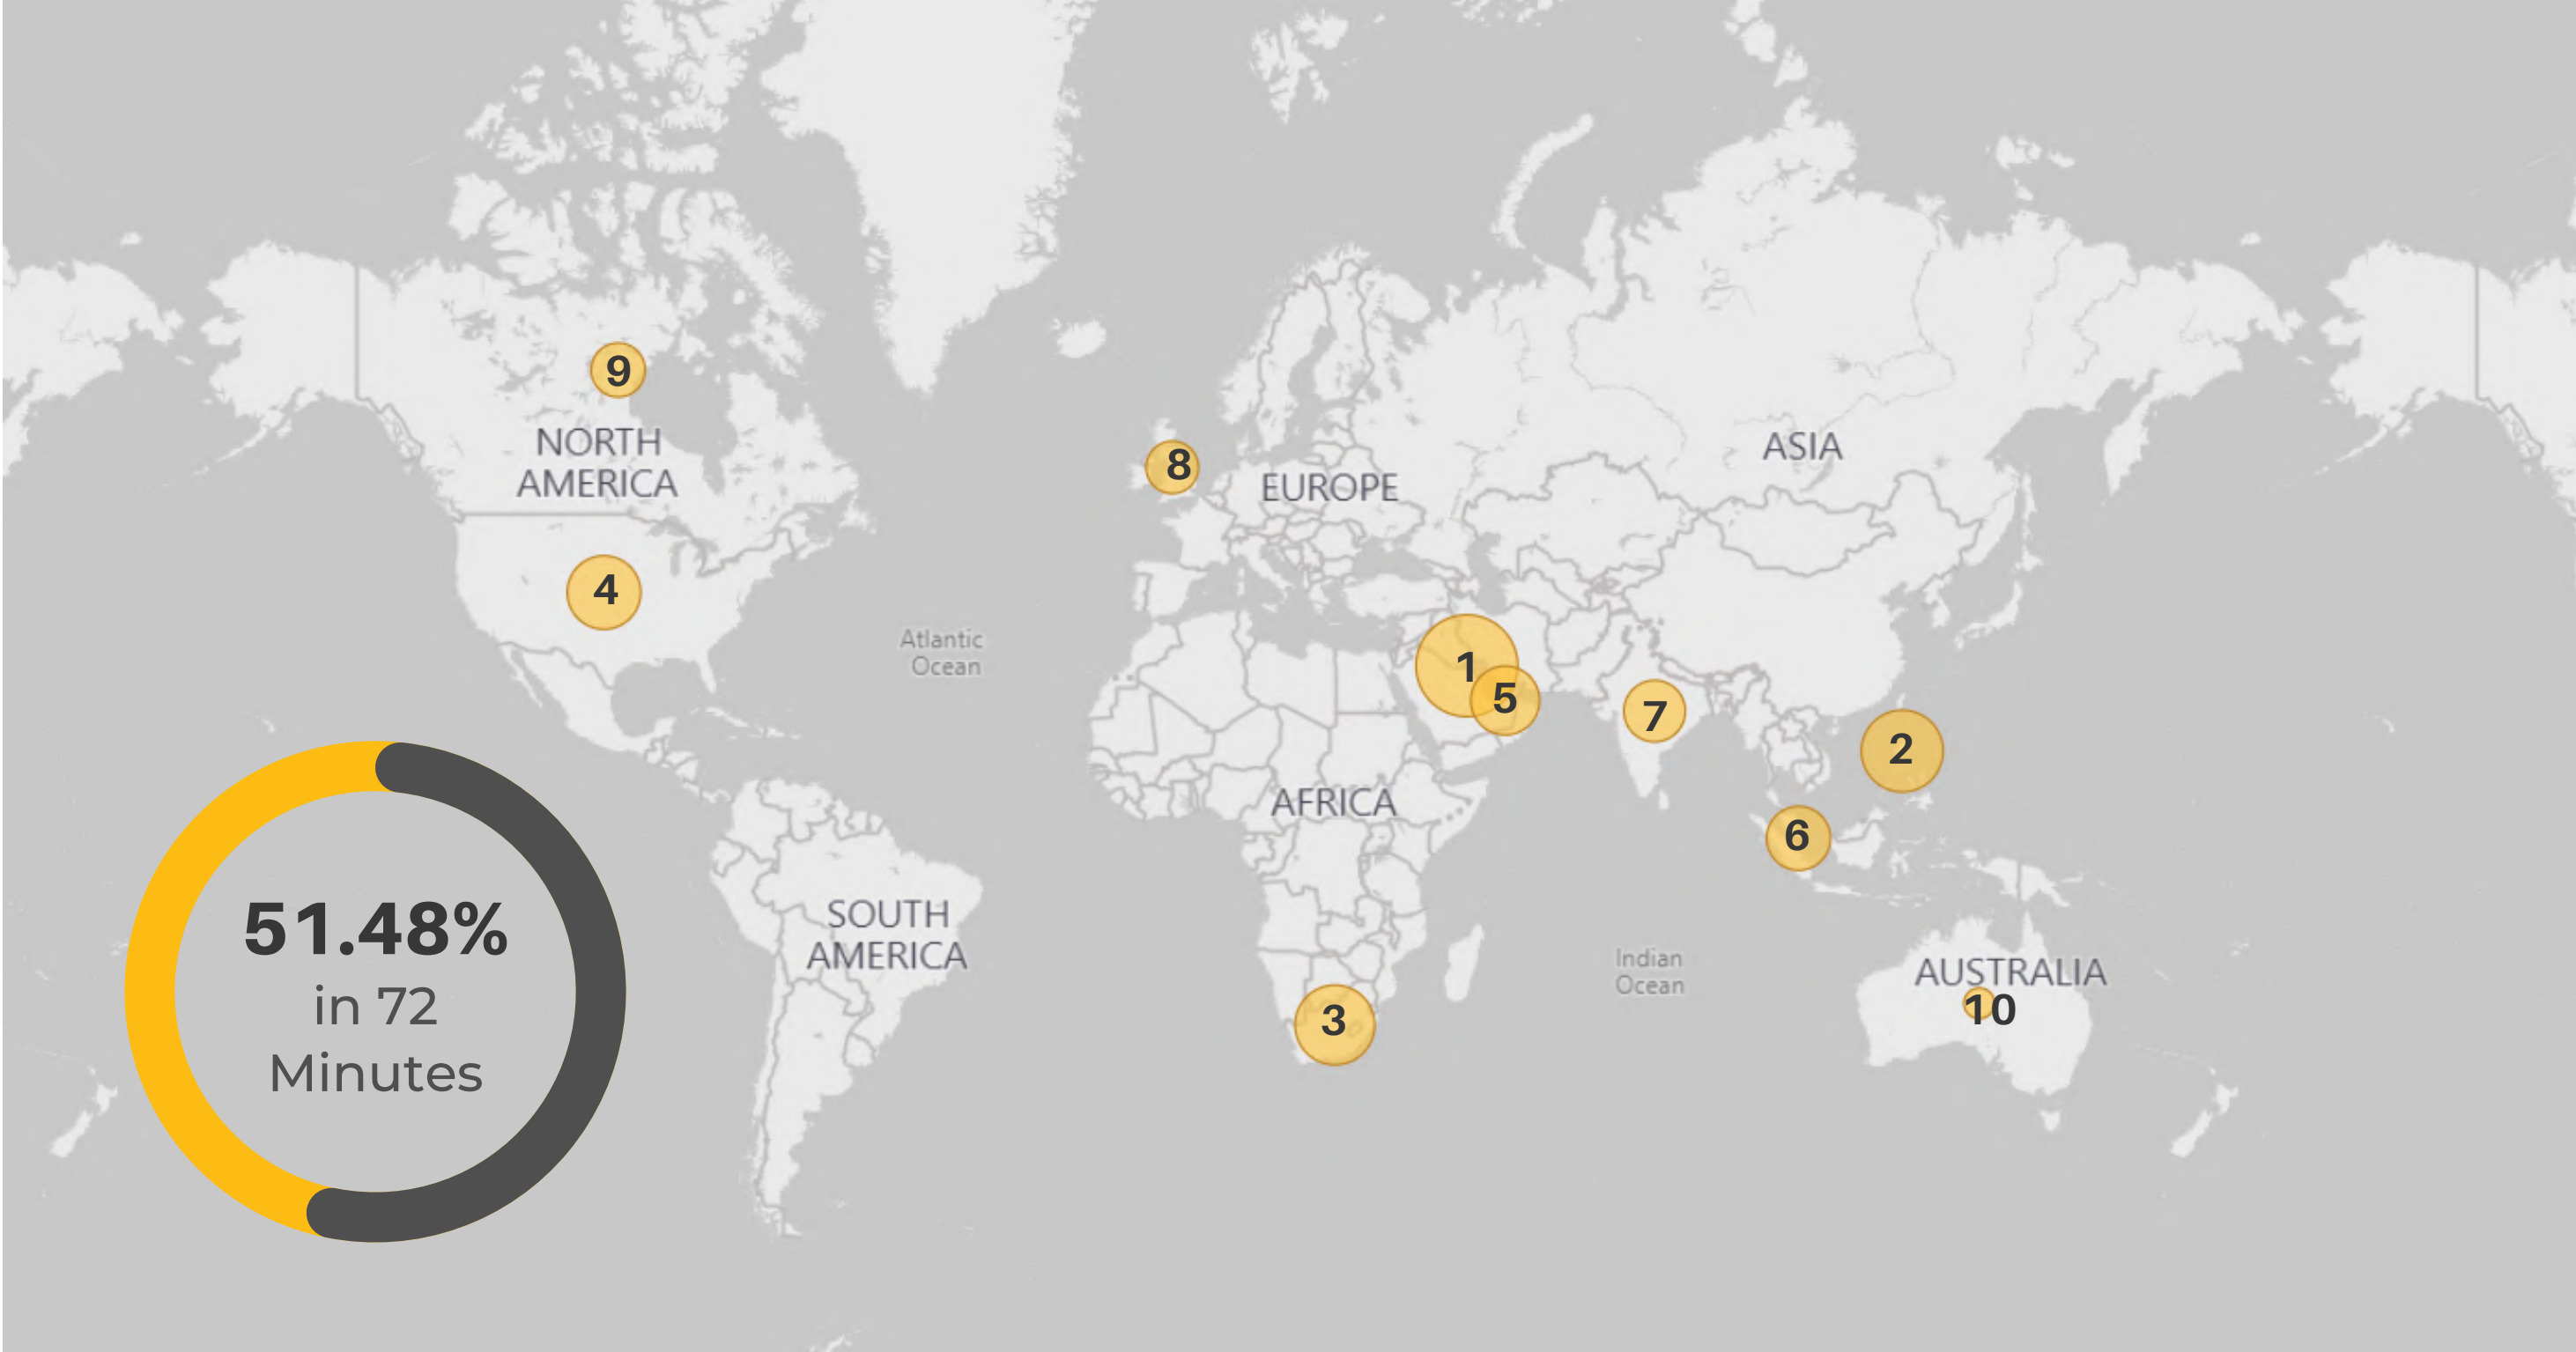 9
NORTH
AMERICA
8
EUROPE
ASIA
4
Atlantic
Ocean
1
5
7
2
AFRICA
6
SOUTH
AMERICA
Indian
Ocean
AUSTRALIA
10
3
51.48%
in 72
Minutes